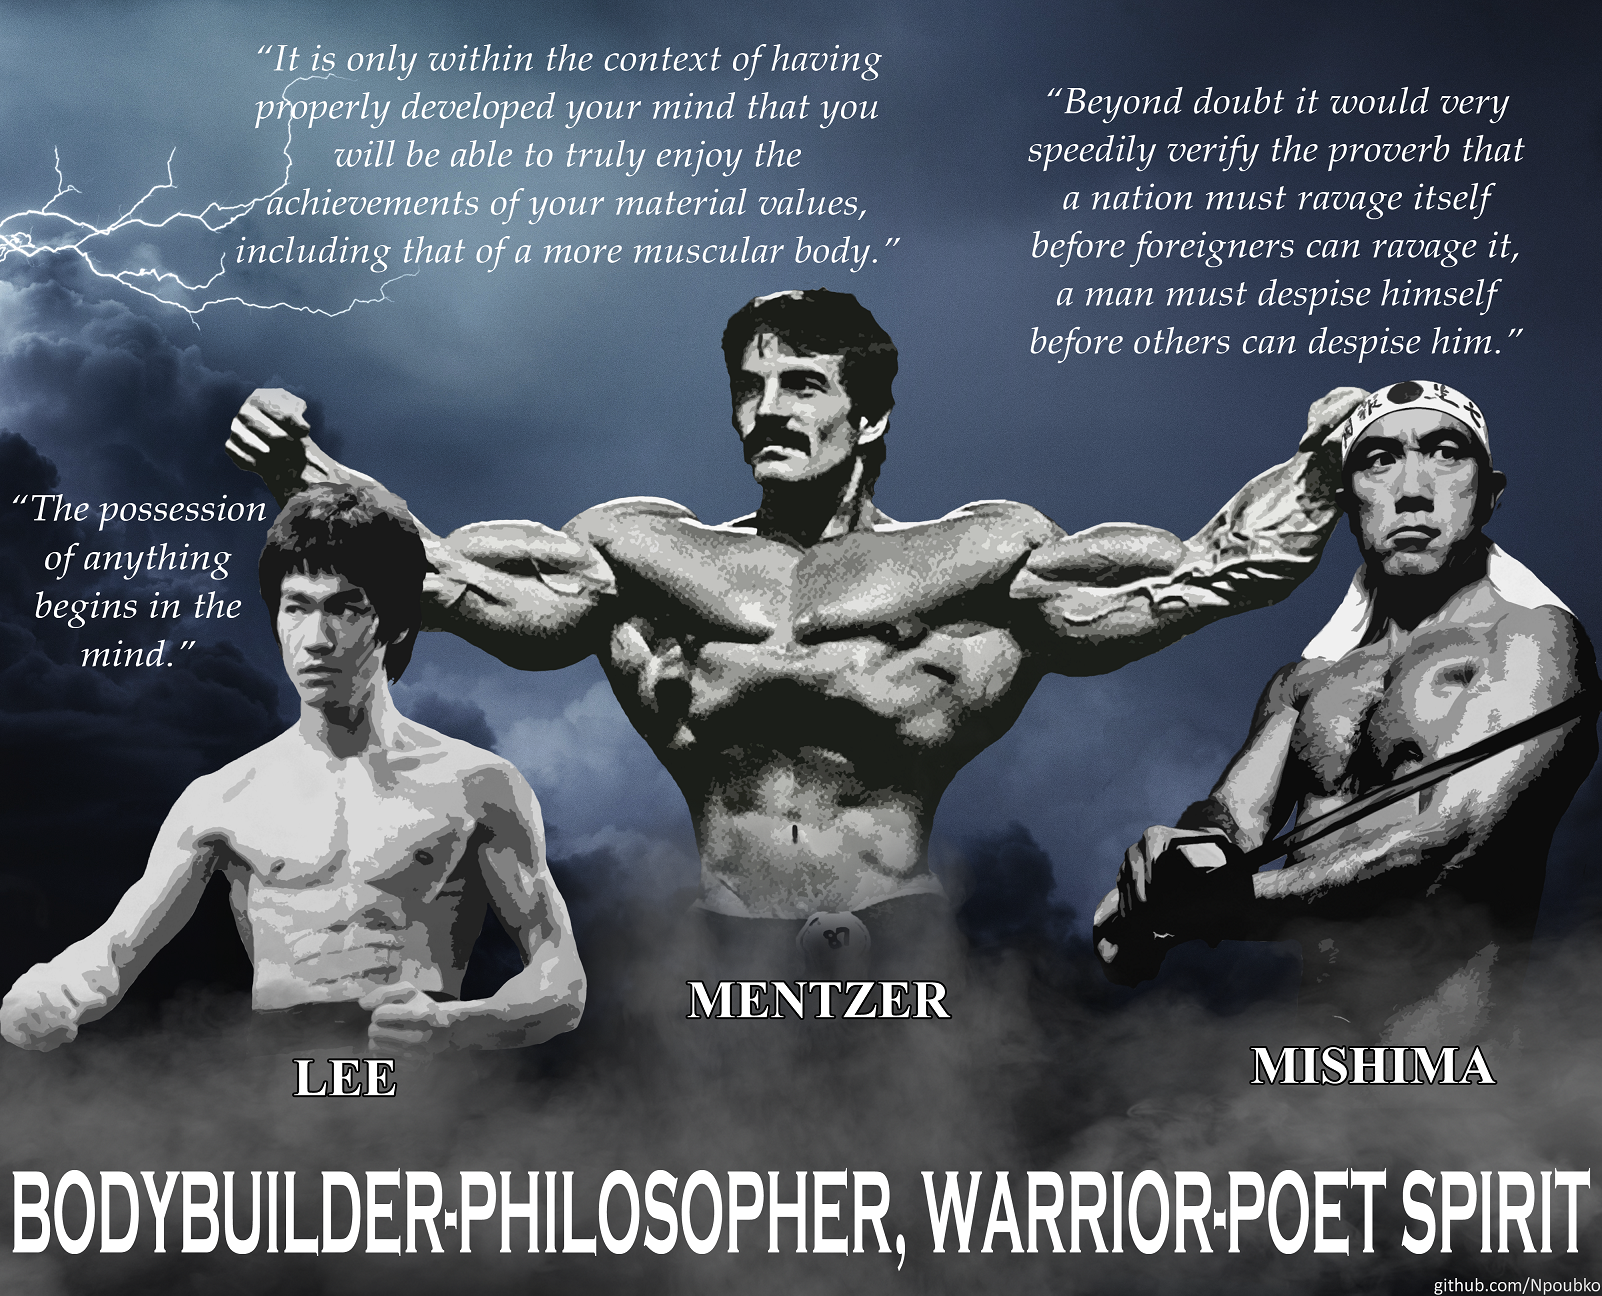 “It is only within the context of having
properly developed your mind that you
will be able to truly enjoy the
achievements of your material values,
including that of a more muscular body.”
“Beyond doubt it would very
speedily verify the proverb that
a nation must ravage itself
before foreigners can ravage it,
a man must despise himself
before others can despise him.”
“The possession
of anything
begins in the
mind.”
87
MENTZER
LEE
MISHIMA
BODYBUILDER-PHILOSOPHER, WARRIOR-POET SPIRIT
github.com/Npoubko